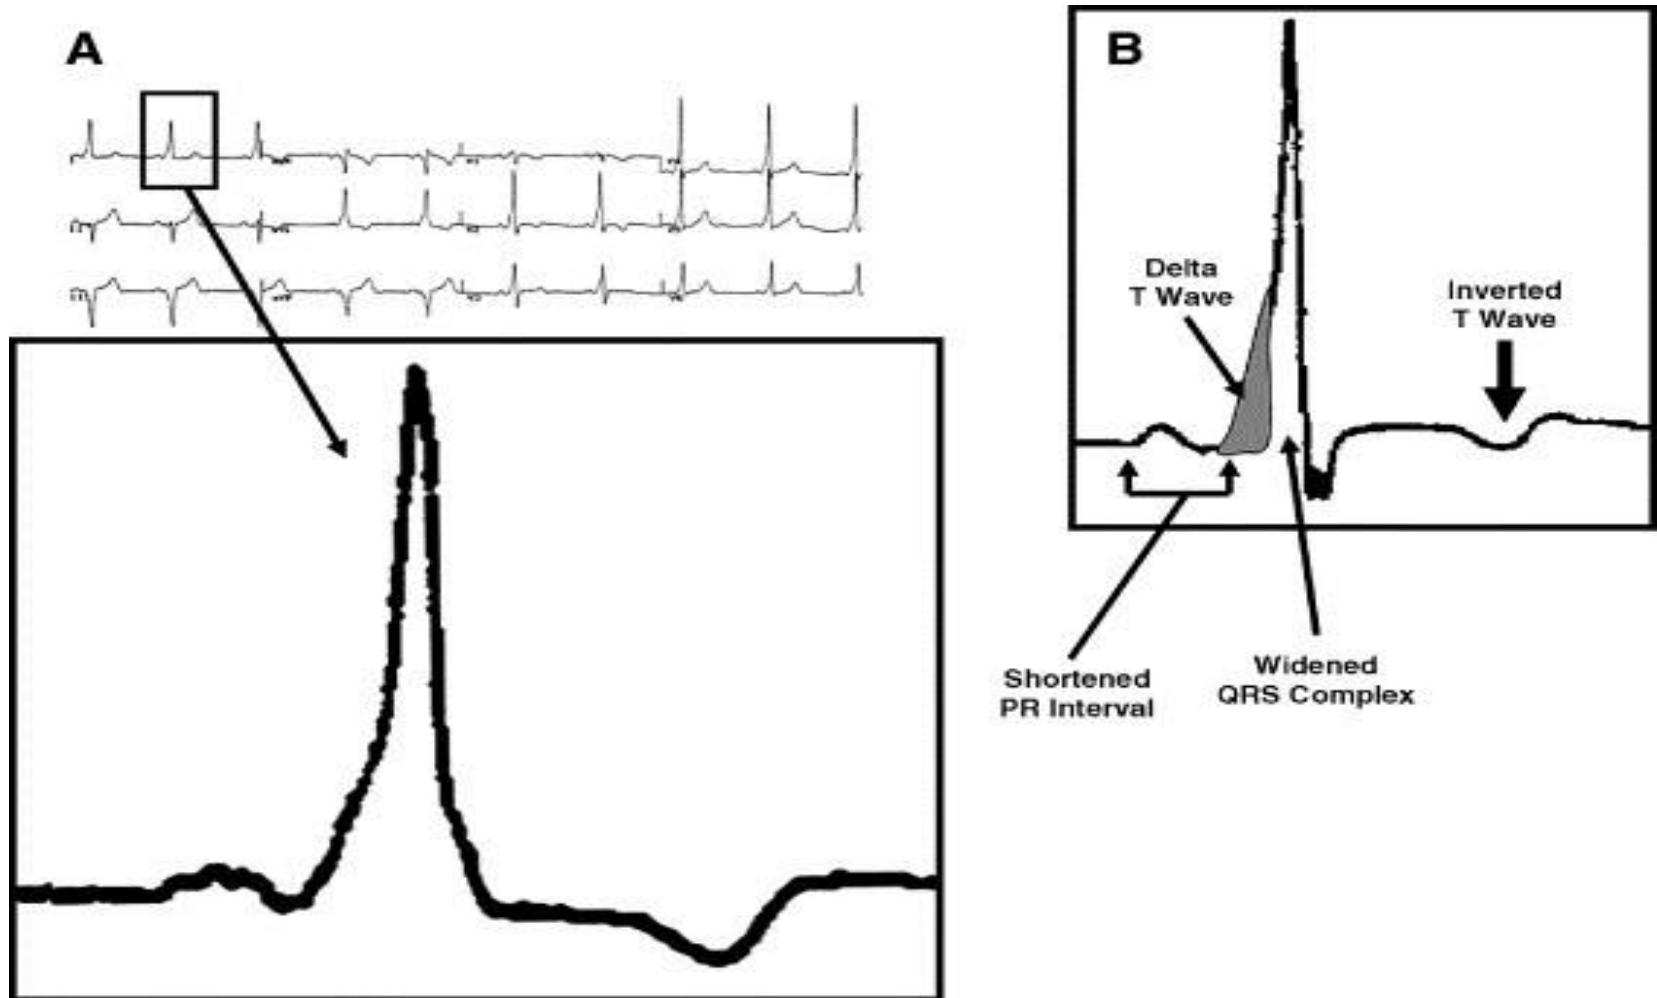 A
B
Delta
T Wave
Inverted
T Wave
Shortened
PR Interval
Widened
QRS Complex